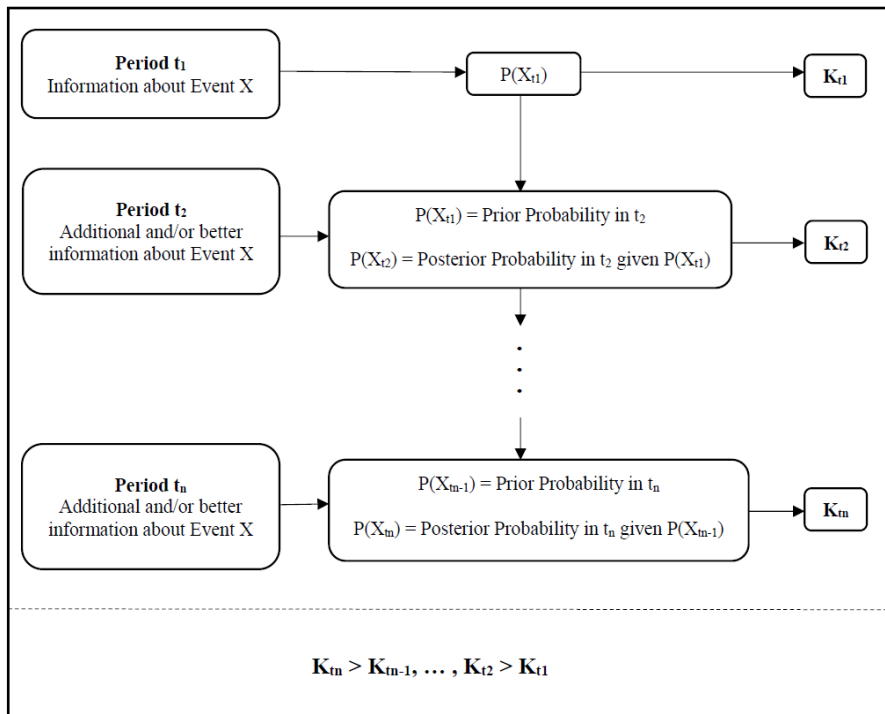 Period t₁
Information about Event X
P(Xₜ₁)
Kₜ₁
Period t₂
Additional and/or better
information about Event X
P(Xₜ₁) = Prior Probability in t₂
P(Xₜ₂) = Posterior Probability in t₂ given P(Xₜ₁)
Kₜ₂
Period tₙ
Additional and/or better
information about Event X
P(Xₜₙ₋₁) = Prior Probability in tₙ
P(Xₜₙ) = Posterior Probability in tₙ given P(Xₜₙ₋₁)
Kₜₙ
Kₜₙ > Kₜₙ₋₁, … , Kₜ₂ > Kₜ₁